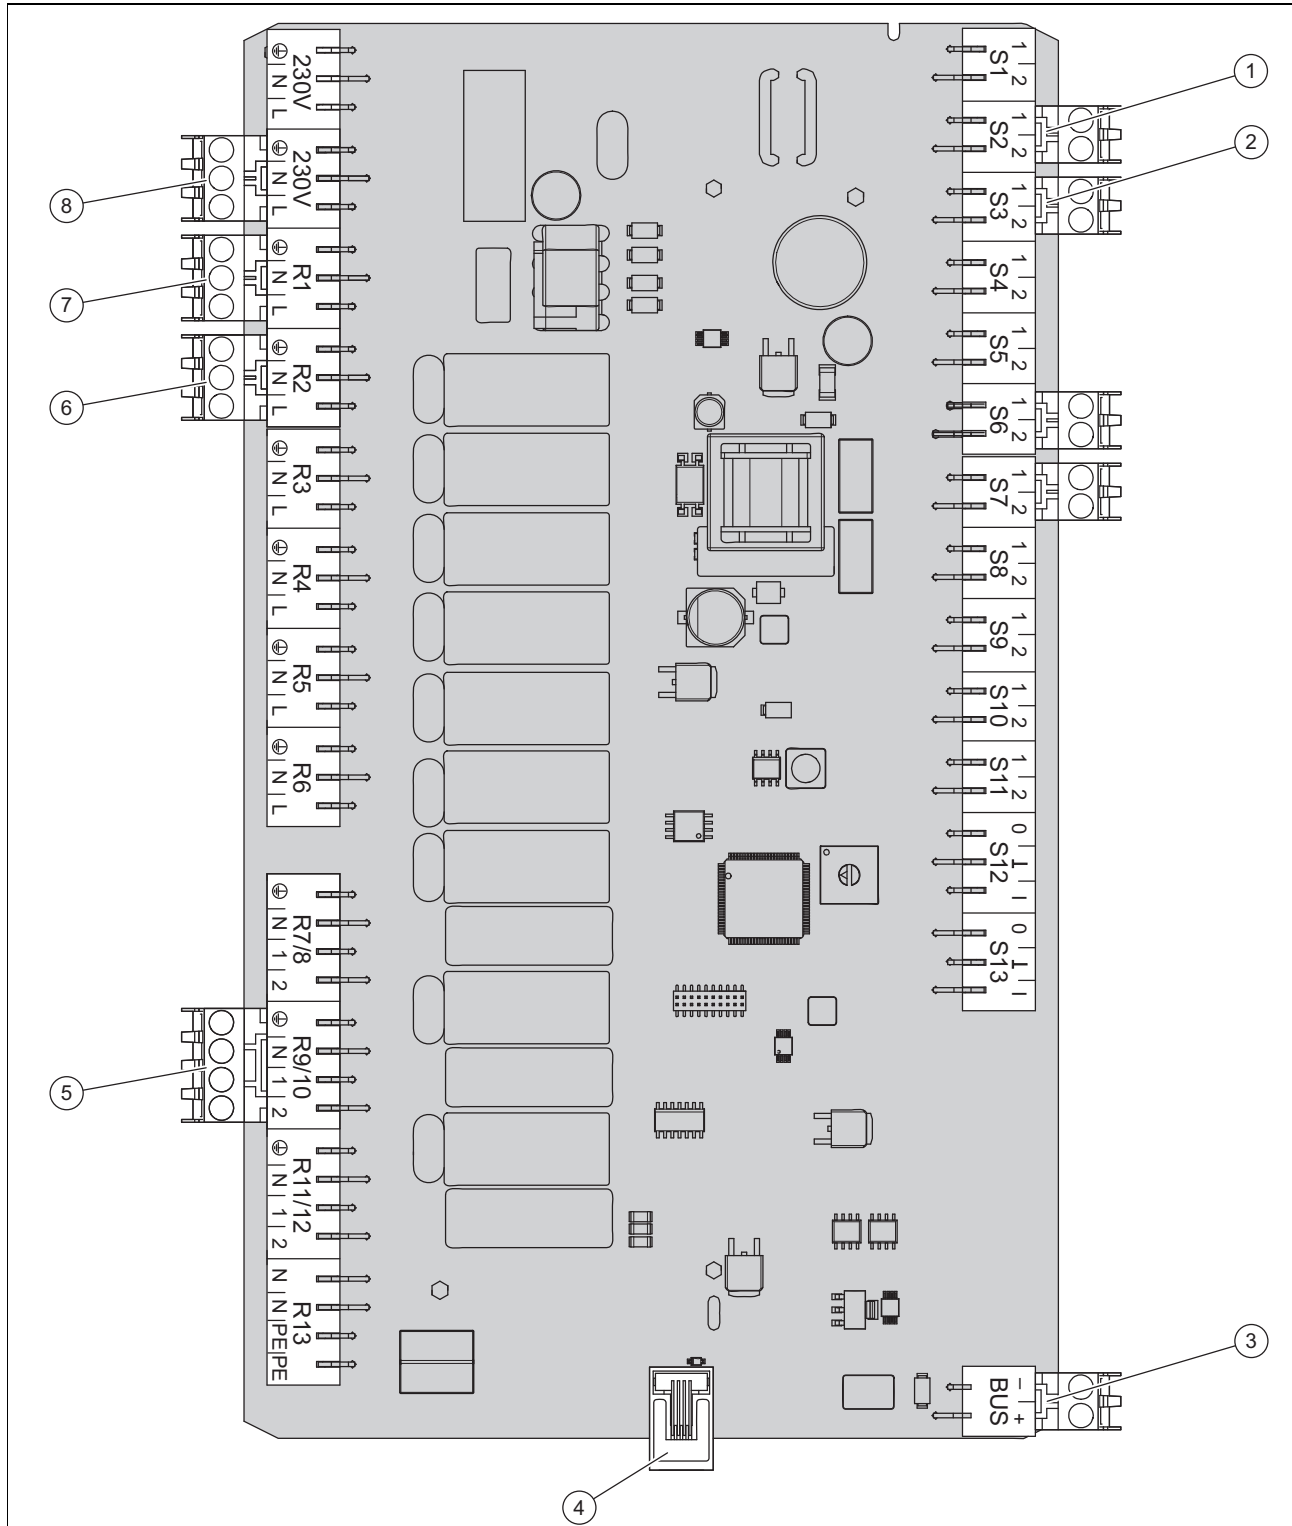 230V
⏚ N L
230V
⏚ N L
R1
⏚ N L
R2
⏚ N L
R3
⏚ N L
R4
⏚ N L
R5
⏚ N L
R6
⏚ N L
R7/8
⏚ N 1 2
R9/10
⏚ N 1 2
R11/12
⏚ N 1 2
R13
N N PE PE
S1
1 2
S2
1 2
S3
1 2
S4
1 2
S5
1 2
S6
1 2
S7
1 2
S8
1 2
S9
1 2
S10
1 2
S11
1 2
S12
0 ⊥ I
S13
0 ⊥ I
BUS
− +
1
2
3
4
5
6
7
8